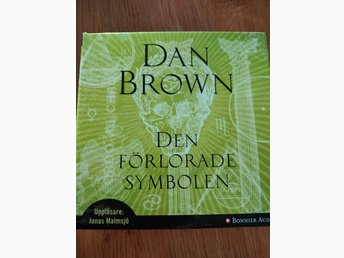 DAN
BROWN
DEN
FÖRLORADE
SYMBOLEN
Uppläsare:
Jonas Malmsjö
BONNIER AUD